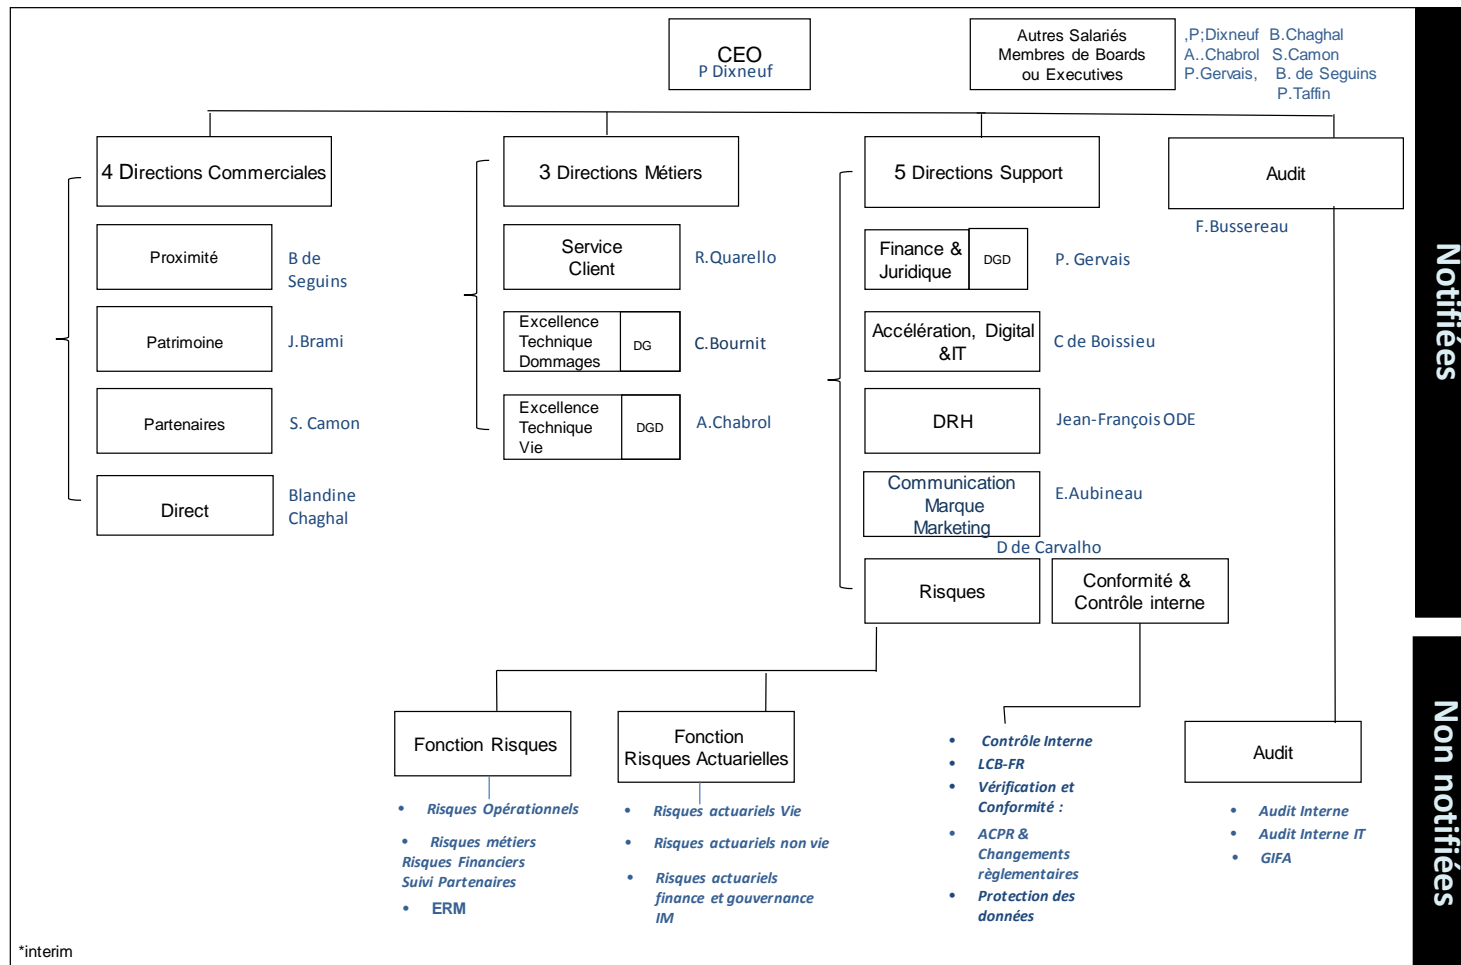 CEO
P Dixneuf
Autres Salariés
Membres de Boards
ou Executives
,P;Dixneuf B.Chaghal
A..Chabrol S.Camon
P.Gervais, B. de Seguins
P.Taffin
4 Directions Commerciales
3 Directions Métiers
5 Directions Support
Audit
F.Bussereau
Proximité
B de
Seguins
Patrimoine
J.Brami
Partenaires
S. Camon
Direct
Blandine
Chaghal
Service
Client
R.Quarello
Excellence
Technique
Dommages
DG
C.Bournit
Excellence
Technique
Vie
DGD
A.Chabrol
Finance &
Juridique
DGD
P. Gervais
Accélération, Digital
&IT
C de Boissieu
DRH
Jean-François ODE
Communication
Marque
Marketing
E.Aubineau
D de Carvalho
Risques
Conformité &
Contrôle interne
Notifiées
Fonction Risques
• Risques Opérationnels
• Risques métiers
Risques Financiers
Suivi Partenaires
• ERM
Fonction
Risques Actuarielles
• Risques actuariels Vie
• Risques actuariels non vie
• Risques actuariels
finance et gouvernance
IM
• Contrôle Interne
• LCB-FR
• Vérification et
Conformité :
• ACPR &
Changements
règlementaires
• Protection des
données
Audit
• Audit Interne
• Audit Interne IT
• GIFA
Non notifiées
*interim